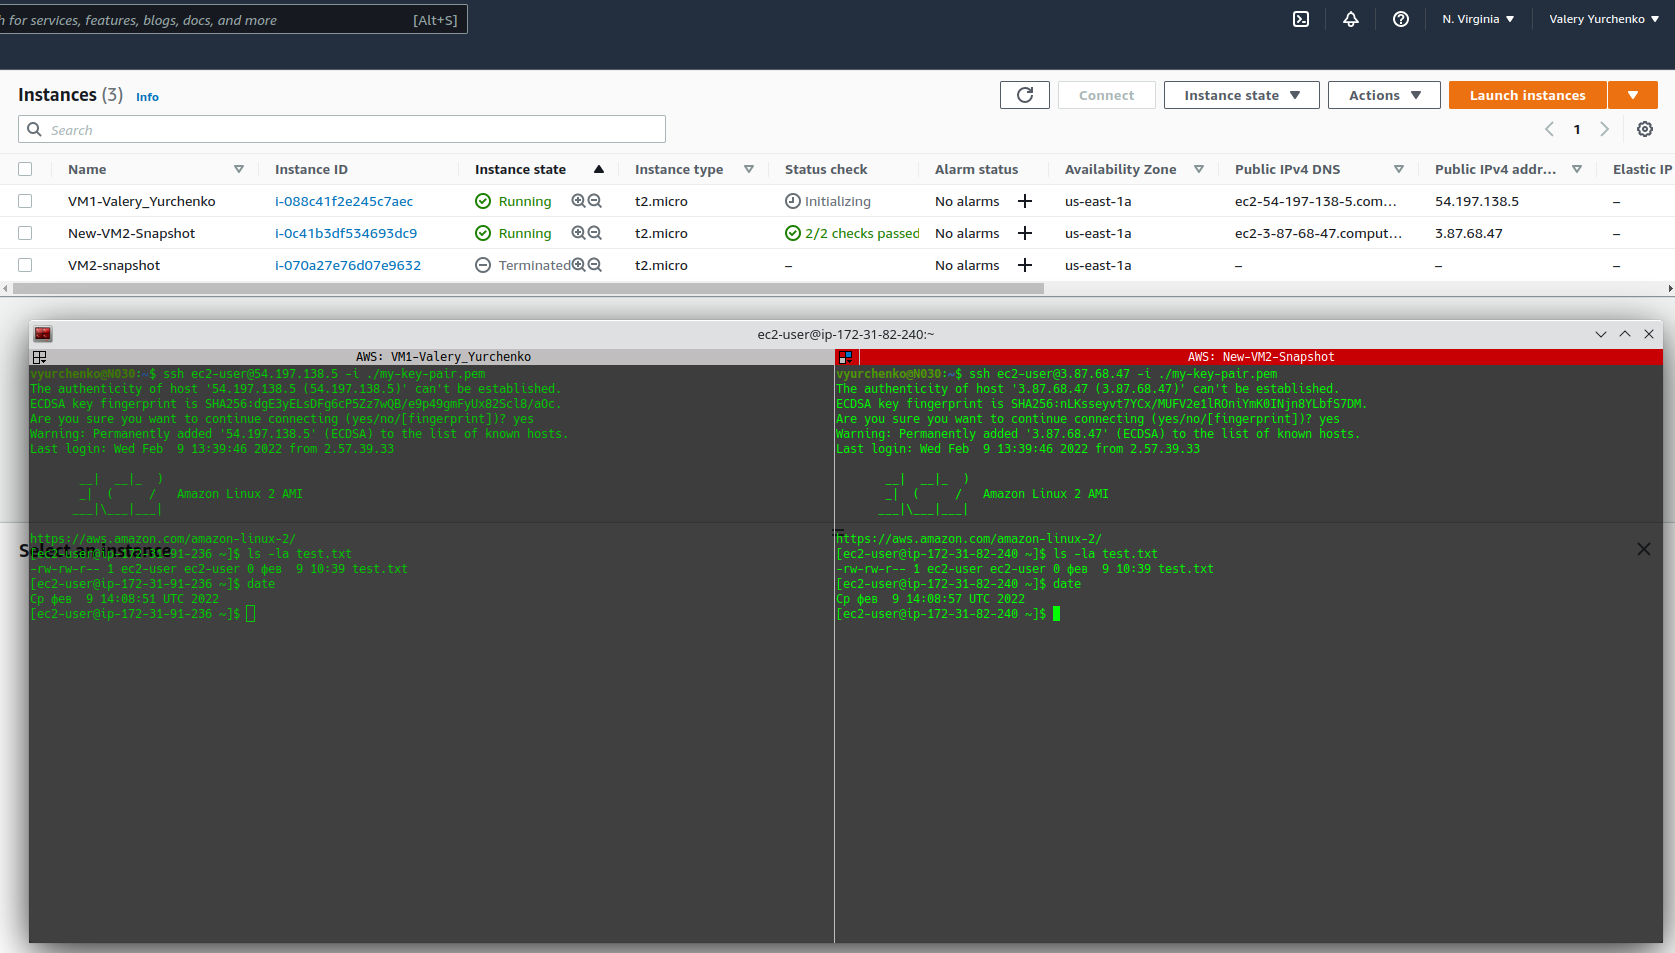 h for services, features, blogs, docs, and more [Alt+S] N. Virginia Valery Yurchenko
Instances (3) Info Connect Instance state Actions Launch instances
Search 1
Name Instance ID Instance state Instance type Status check Alarm status Availability Zone Public IPv4 DNS Public IPv4 addr... Elastic IP
VM1-Valery_Yurchenko i-088c41f2e245c7aec Running t2.micro Initializing No alarms us-east-1a ec2-54-197-138-5.com... 54.197.138.5 –
New-VM2-Snapshot i-0c41b3df534693dc9 Running t2.micro 2/2 checks passed No alarms us-east-1a ec2-3-87-68-47.comput... 3.87.68.47 –
VM2-snapshot i-070a27e76d07e9632 Terminated t2.micro – No alarms us-east-1a – – –
ec2-user@ip-172-31-82-240:~
AWS: VM1-Valery_Yurchenko
vyurchenko@N030:~$ ssh ec2-user@54.197.138.5 -i ./my-key-pair.pem
The authenticity of host '54.197.138.5 (54.197.138.5)' can't be established.
ECDSA key fingerprint is SHA256:dgE3yELsDFg6cP5Zz7wQB/e9p49gmFyUx82Scl8/aOc.
Are you sure you want to continue connecting (yes/no/[fingerprint])? yes
Warning: Permanently added '54.197.138.5' (ECDSA) to the list of known hosts.
Last login: Wed Feb  9 13:39:46 2022 from 2.57.39.33
__|  __|_  )
_|  (     /   Amazon Linux 2 AMI
___|\___|___|
https://aws.amazon.com/amazon-linux-2/
[ec2-user@ip-172-31-91-236 ~]$ ls -la test.txt
-rw-rw-r-- 1 ec2-user ec2-user 0 фев  9 10:39 test.txt
[ec2-user@ip-172-31-91-236 ~]$ date
Ср фев  9 14:08:51 UTC 2022
[ec2-user@ip-172-31-91-236 ~]$
AWS: New-VM2-Snapshot
vyurchenko@N030:~$ ssh ec2-user@3.87.68.47 -i ./my-key-pair.pem
The authenticity of host '3.87.68.47 (3.87.68.47)' can't be established.
ECDSA key fingerprint is SHA256:nLKsseyvt7YCx/MUFV2e1lROniYmK0INjn8YLbfS7DM.
Are you sure you want to continue connecting (yes/no/[fingerprint])? yes
Warning: Permanently added '3.87.68.47' (ECDSA) to the list of known hosts.
Last login: Wed Feb  9 13:39:46 2022 from 2.57.39.33
__|  __|_  )
_|  (     /   Amazon Linux 2 AMI
___|\___|___|
https://aws.amazon.com/amazon-linux-2/
[ec2-user@ip-172-31-82-240 ~]$ ls -la test.txt
-rw-rw-r-- 1 ec2-user ec2-user 0 фев  9 10:39 test.txt
[ec2-user@ip-172-31-82-240 ~]$ date
Ср фев  9 14:08:57 UTC 2022
[ec2-user@ip-172-31-82-240 ~]$
Select an instance